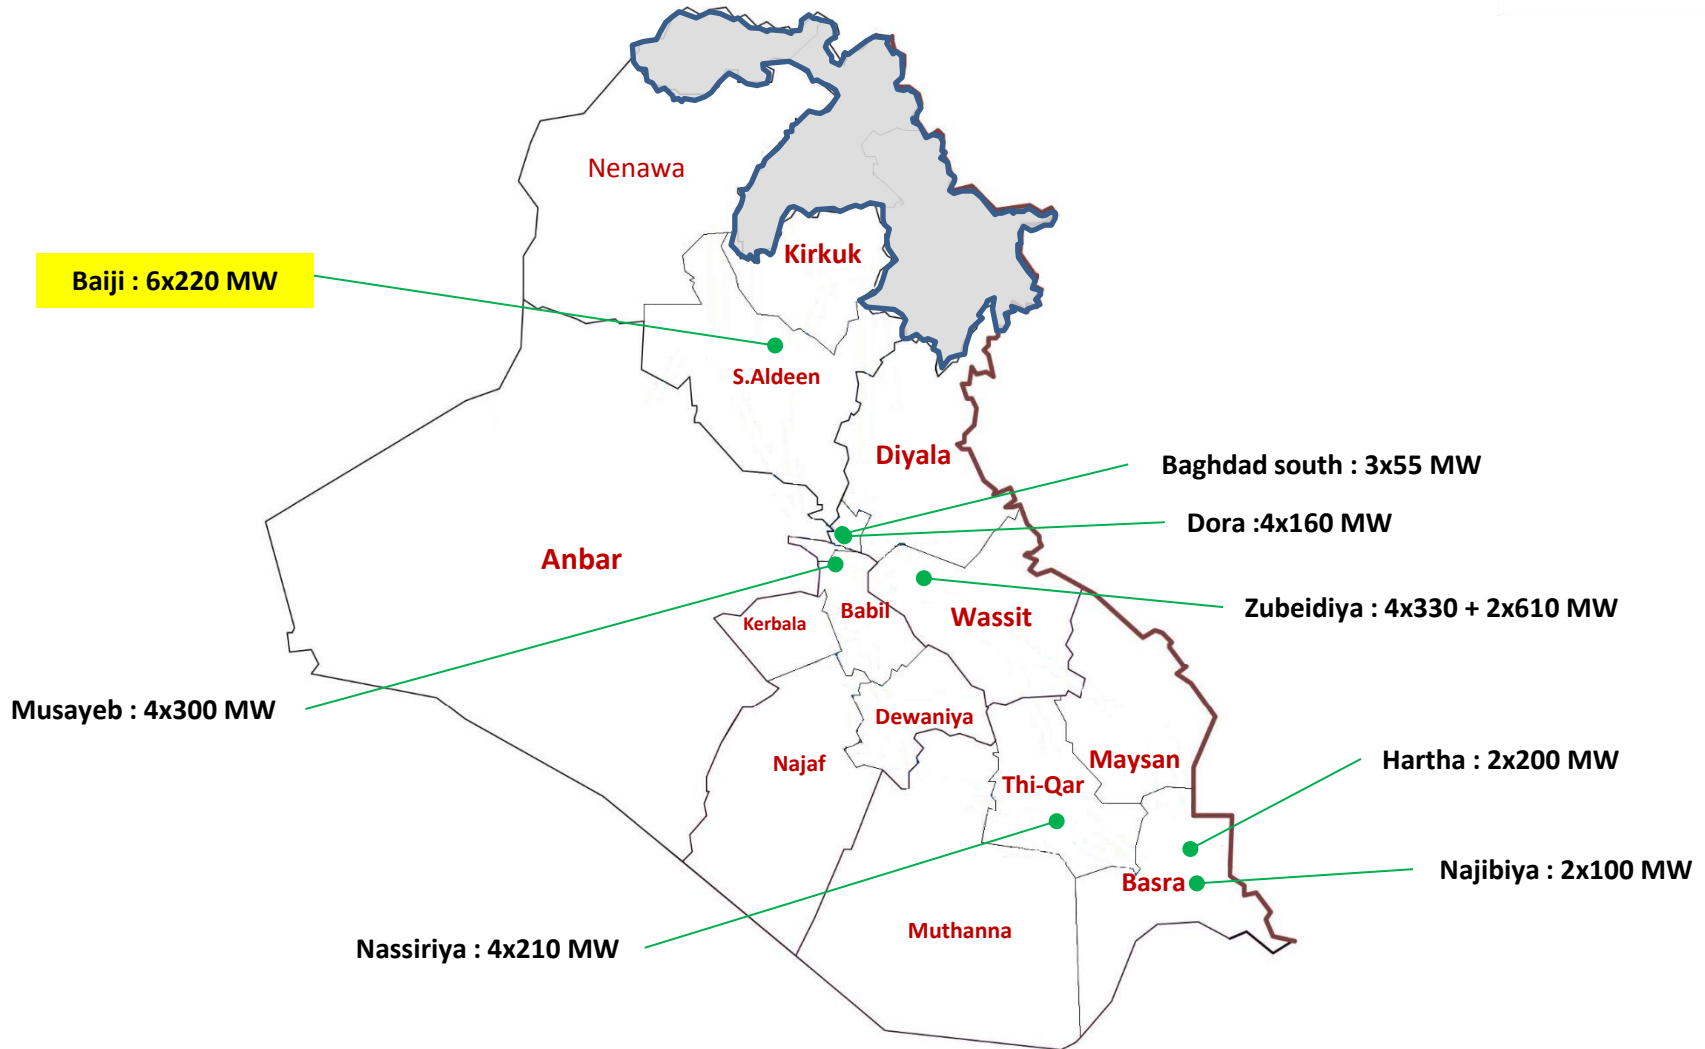 Nenawa
Kirkuk
Baiji : 6x220 MW
S.Aldeen
Diyala
Baghdad south : 3x55 MW
Dora :4x160 MW
Anbar
Zubeidiya : 4x330 + 2x610 MW
Babil
Wassit
Kerbala
Musayeb : 4x300 MW
Dewaniya
Najaf
Maysan
Hartha : 2x200 MW
Thi-Qar
Najibiya : 2x100 MW
Basra
Muthanna
Nassiriya : 4x210 MW